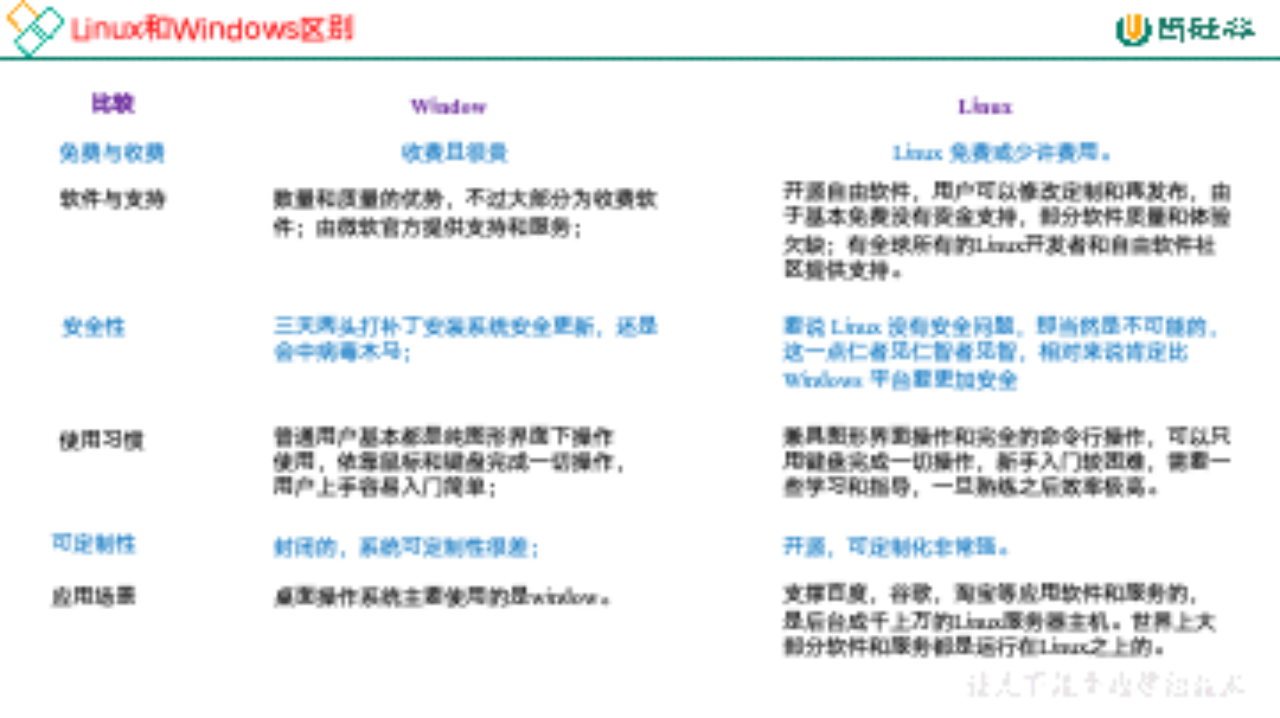 Linux和Windows区别
尚硅谷
比较 Window Linux
免费与收费 收费且很贵 Linux 免费或少许费用。
软件与支持
数量和质量的优势，不过大部分为收费软
件；由微软官方提供支持和服务；
开源自由软件，用户可以修改定制和再发布，由
于基本免费没有资金支持，部分软件质量和体验
欠缺；有全球所有的Linux开发者和自由软件社
区提供支持。
安全性
三天两头打补丁安装系统安全更新，还是
会中病毒木马；
要说 Linux 没有安全问题，那当然是不可能的，
这一点仁者见仁智者见智，相对来说肯定比
Windows 平台要更加安全
使用习惯
普通用户基本都是纯图形界面下操作
使用，依靠鼠标和键盘完成一切操作，
用户上手容易入门简单；
兼具图形界面操作和完全的命令行操作，可以只
用键盘完成一切操作，新手入门较困难，需要一
些学习和指导，一旦熟练之后效率极高。
可定制性 封闭的，系统可定制性很差； 开源，可定制化非常强。
应用场景 桌面操作系统主要使用的是window。
支撑百度，谷歌，淘宝等应用软件和服务的，
是后台成千上万的Linux服务器主机。世界上大
部分软件和服务都是运行在Linux之上的。
让天下没有难学的技术